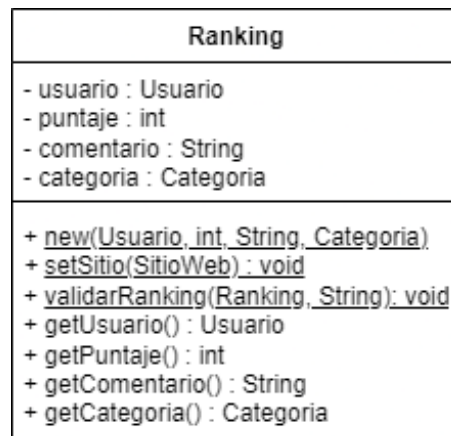 Ranking
- usuario : Usuario
- puntaje : int
- comentario : String
- categoria : Categoria
+ new(Usuario, int, String, Categoria)
+ setSitio(SitioWeb) : void
+ validarRanking(Ranking, String): void
+ getUsuario() : Usuario
+ getPuntaje() : int
+ getComentario() : String
+ getCategoria() : Categoria